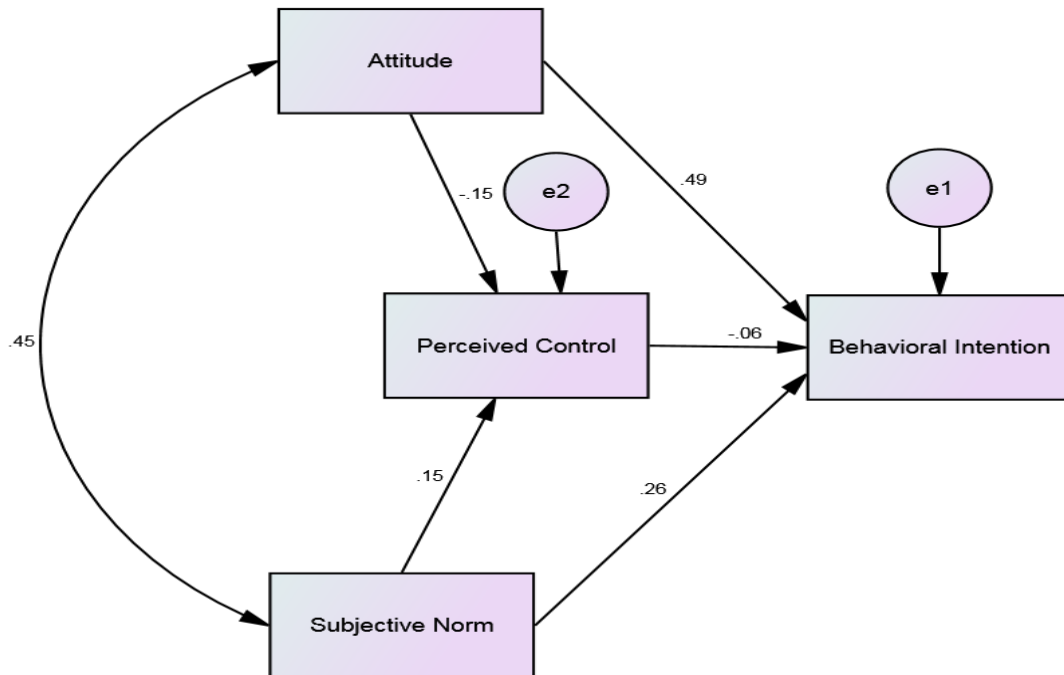 Attitude
-.15
e2
.49
e1
.45
Perceived Control
-.06
Behavioral Intention
.15
.26
Subjective Norm